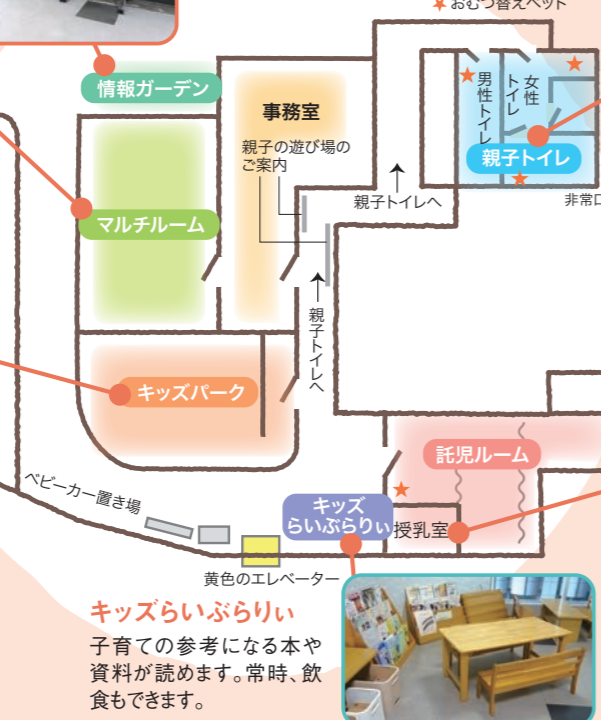 ★おむつ替えベッド
情報ガーデン
事務室
親子の遊び場の
ご案内
男性トイレ
女性
トイレ
親子トイレ
親子トイレへ
非常口
マルチルーム
親子トイレへ
キッズパーク
託児ルーム
ベビーカー置き場
キッズ
らいぶらりぃ
授乳室
黄色のエレベーター
キッズらいぶらりぃ
子育ての参考になる本や
資料が読めます。常時、飲
食もできます。